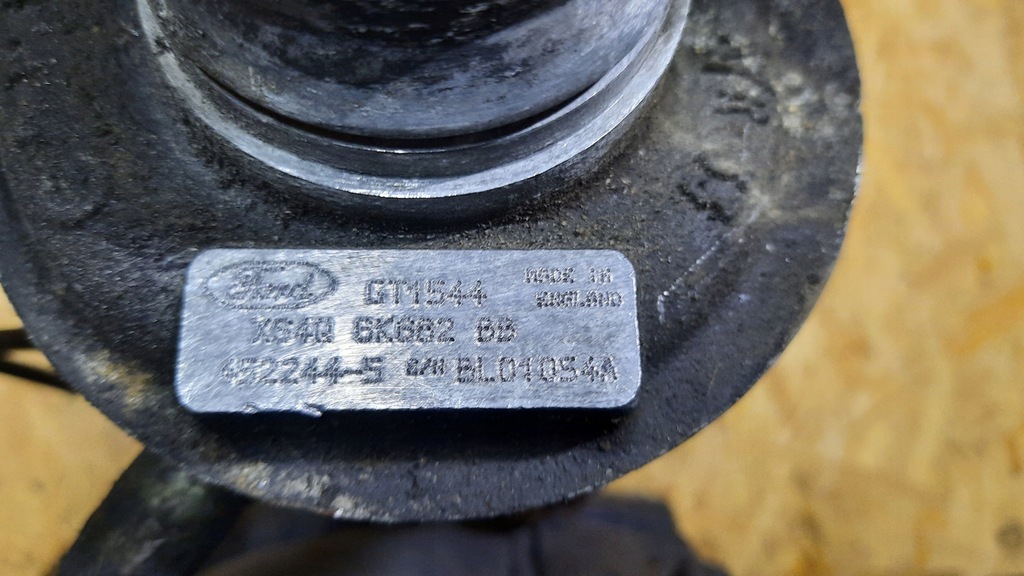 Ford GT1544 MADE IN
ENGLAND
XS4Q 6K682 BB
452244-5 S/N BL01054A